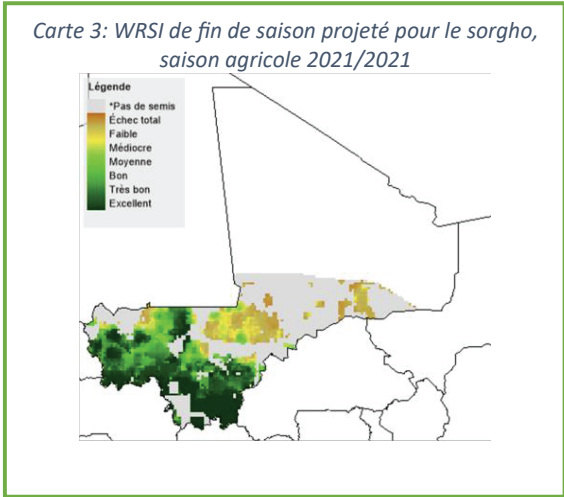 Carte 3: WRSI de fin de saison projeté pour le sorgho,
saison agricole 2021/2021
Légende
*Pas de semis
Échec total
Faible
Médiocre
Moyenne
Bon
Très bon
Excellent